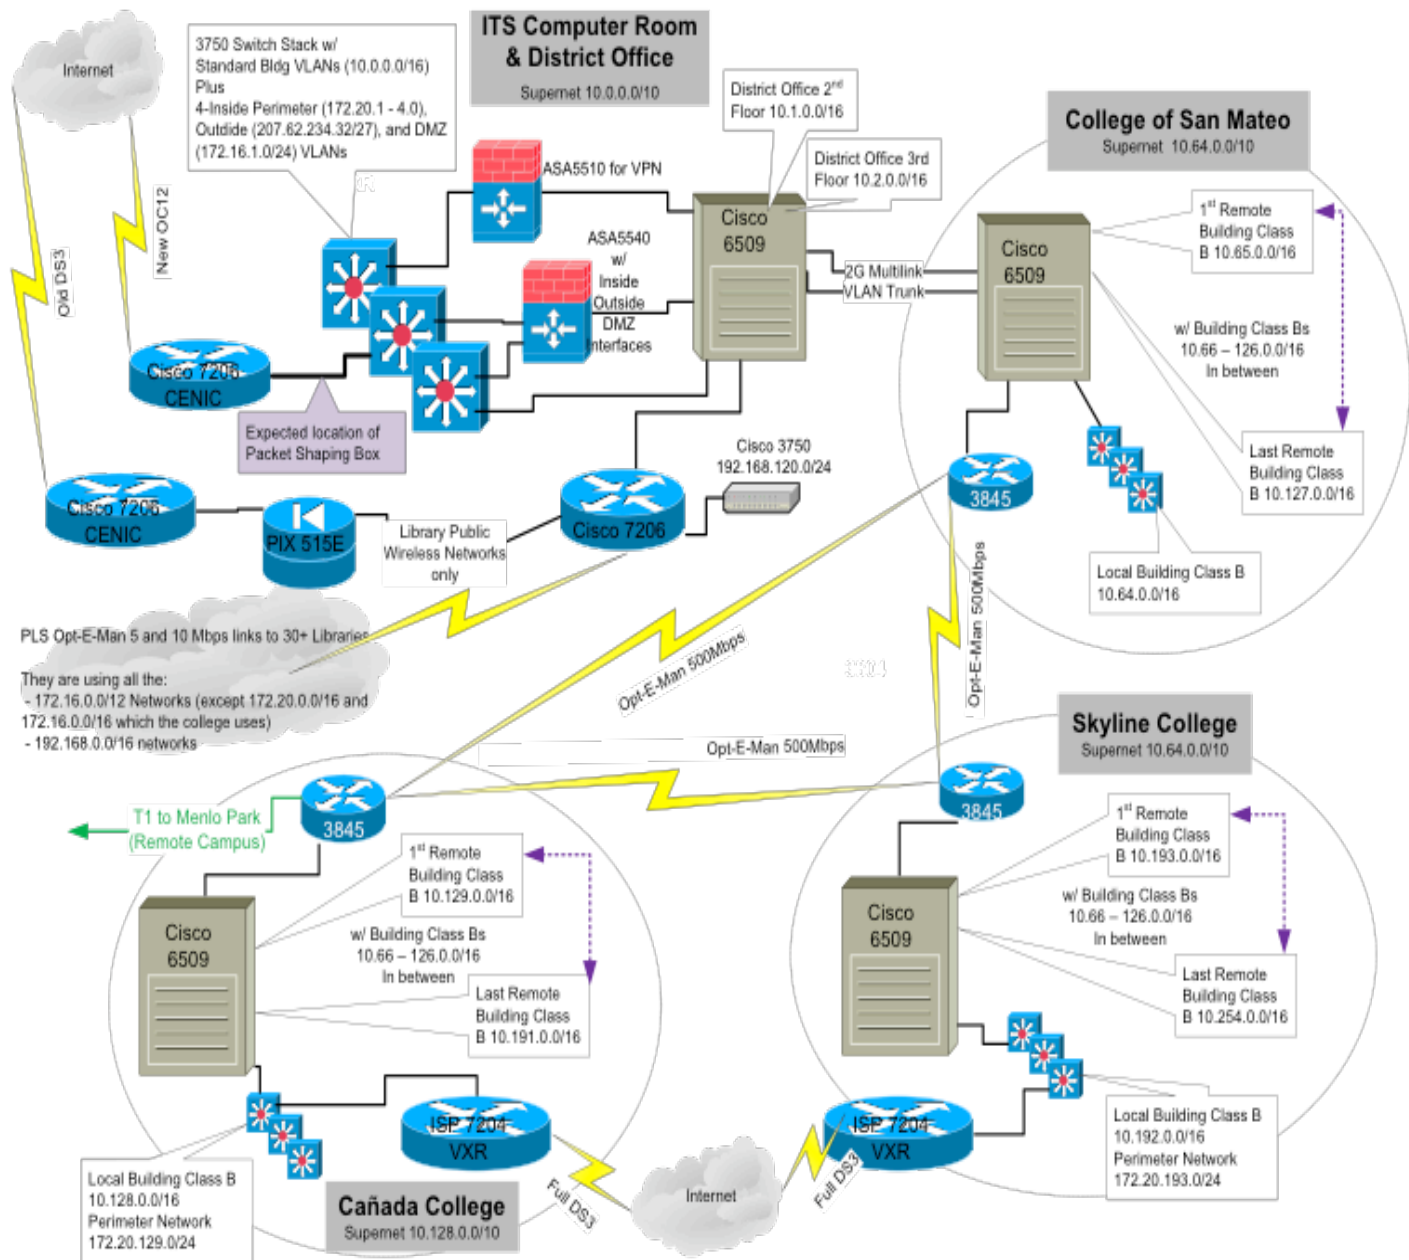 Internet
3750 Switch Stack w/
Standard Bldg VLANs (10.0.0.0/16)
Plus
4-Inside Perimeter (172.20.1 - 4.0),
Outdide (207.62.234.32/27), and DMZ
(172.16.1.0/24) VLANs
ITS Computer Room
& District Office
Supernet 10.0.0.0/10
District Office 2nd
Floor 10.1.0.0/16
District Office 3rd
Floor 10.2.0.0/16
College of San Mateo
Supernet 10.64.0.0/10
Old DS3
New OC12
ASA5510 for VPN
ASA5540
w/
Inside
Outside
DMZ
Interfaces
Cisco
6509
2G Multilink
VLAN Trunk
Cisco
6509
1st Remote
Building Class
B 10.65.0.0/16
w/ Building Class Bs
10.66 – 126.0.0/16
In between
Last Remote
Building Class
B 10.127.0.0/16
Cisco 7206
CENIC
Expected location of
Packet Shaping Box
Cisco 3750
192.168.120.0/24
3845
Local Building Class B
10.64.0.0/16
Cisco 7206
CENIC
PIX 515E
Library Public
Wireless Networks
only
Cisco 7206
PLS Opt-E-Man 5 and 10 Mbps links to 30+ Libraries
They are using all the:
- 172.16.0.0/12 Networks (except 172.20.0.0/16 and
172.16.0.0/16 which the college uses)
- 192.168.0.0/16 networks
Opt-E-Man 500Mbps
Opt-E-Man 500Mbps
Opt-E-Man 500Mbps
Skyline College
Supernet 10.64.0.0/10
T1 to Menlo Park
(Remote Campus)
3845
1st Remote
Building Class
B 10.129.0.0/16
w/ Building Class Bs
10.66 – 126.0.0/16
In between
Last Remote
Building Class
B 10.191.0.0/16
Cisco
6509
3845
1st Remote
Building Class
B 10.193.0.0/16
w/ Building Class Bs
10.66 – 126.0.0/16
In between
Last Remote
Building Class
B 10.254.0.0/16
Cisco
6509
ISP 7204
VXR
Local Building Class B
10.128.0.0/16
Perimeter Network
172.20.129.0/24
Cañada College
Supernet 10.128.0.0/10
Full DS3
Internet
Full DS3
ISP 7204
VXR
Local Building Class B
10.192.0.0/16
Perimeter Network
172.20.193.0/24